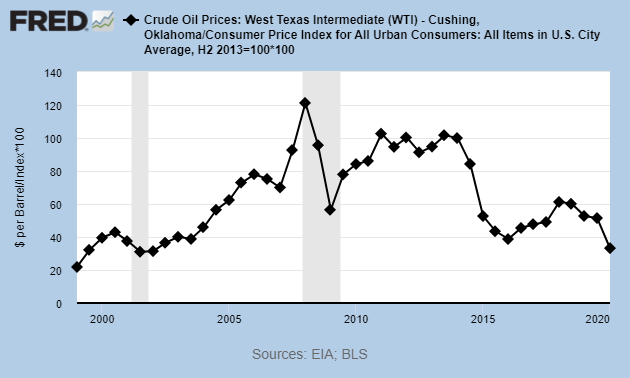 FRED
Crude Oil Prices: West Texas Intermediate (WTI) - Cushing,
Oklahoma/Consumer Price Index for All Urban Consumers: All Items in U.S. City
Average, H2 2013=100*100
$ per Barrel/Index*100
140
120
100
80
60
40
20
0
2000
2005
2010
2015
2020
Sources: EIA; BLS